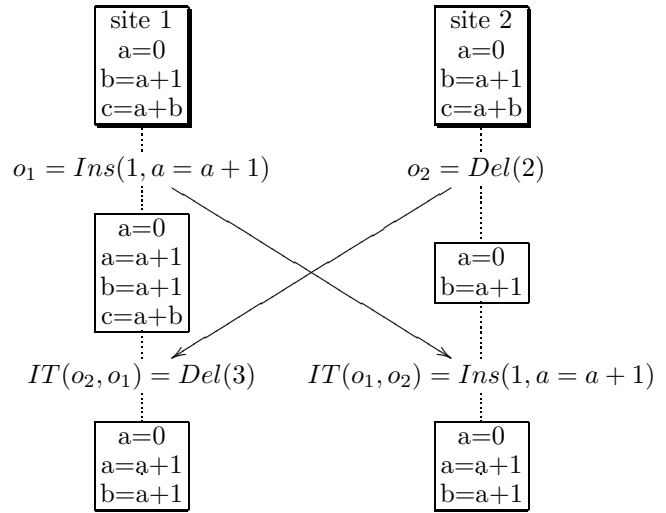 site 1
a=0
b=a+1
c=a+b
site 2
a=0
b=a+1
c=a+b
o₁ = Ins(1, a = a + 1)
o₂ = Del(2)
a=0
a=a+1
b=a+1
c=a+b
a=0
b=a+1
IT(o₂, o₁) = Del(3)
IT(o₁, o₂) = Ins(1, a = a + 1)
a=0
a=a+1
b=a+1
a=0
a=a+1
b=a+1